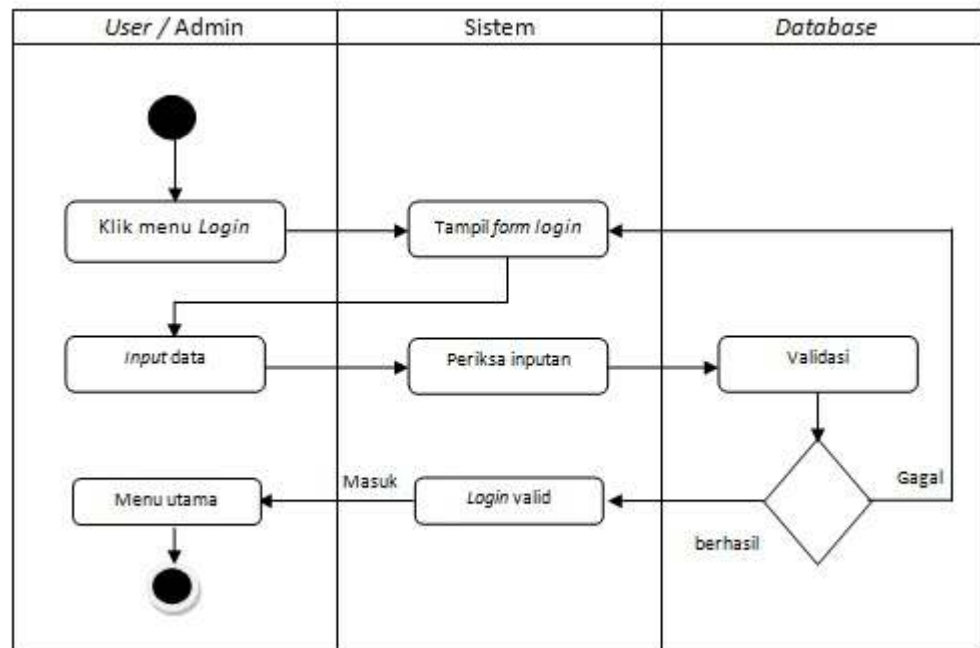 User / Admin
Sistem
Database
Klik menu Login
Tampil form login
Input data
Periksa inputan
Validasi
Menu utama
Masuk
Login valid
Gagal
berhasil